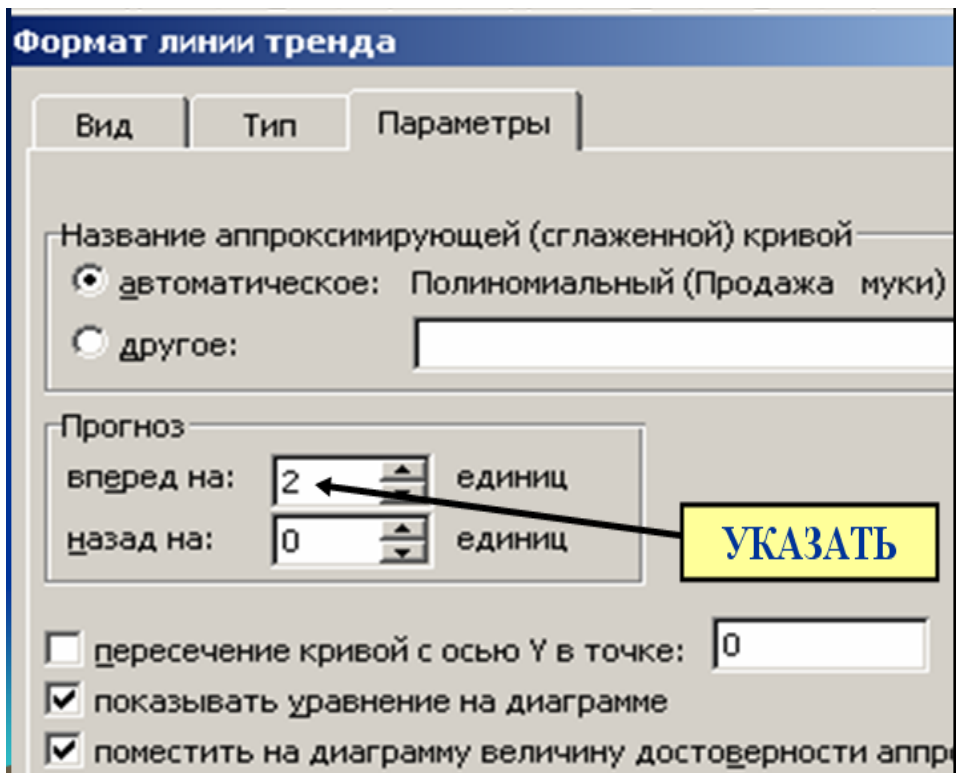 Формат линии тренда
Вид Тип Параметры
Название аппроксимирующей (сглаженной) кривой
автоматическое: Полиномиальный (Продажа муки)
другое:
Прогноз
вперед на: 2 единиц
назад на: 0 единиц
УКАЗАТЬ
пересечение кривой с осью Y в точке: 0
показывать уравнение на диаграмме
поместить на диаграмму величину достоверности